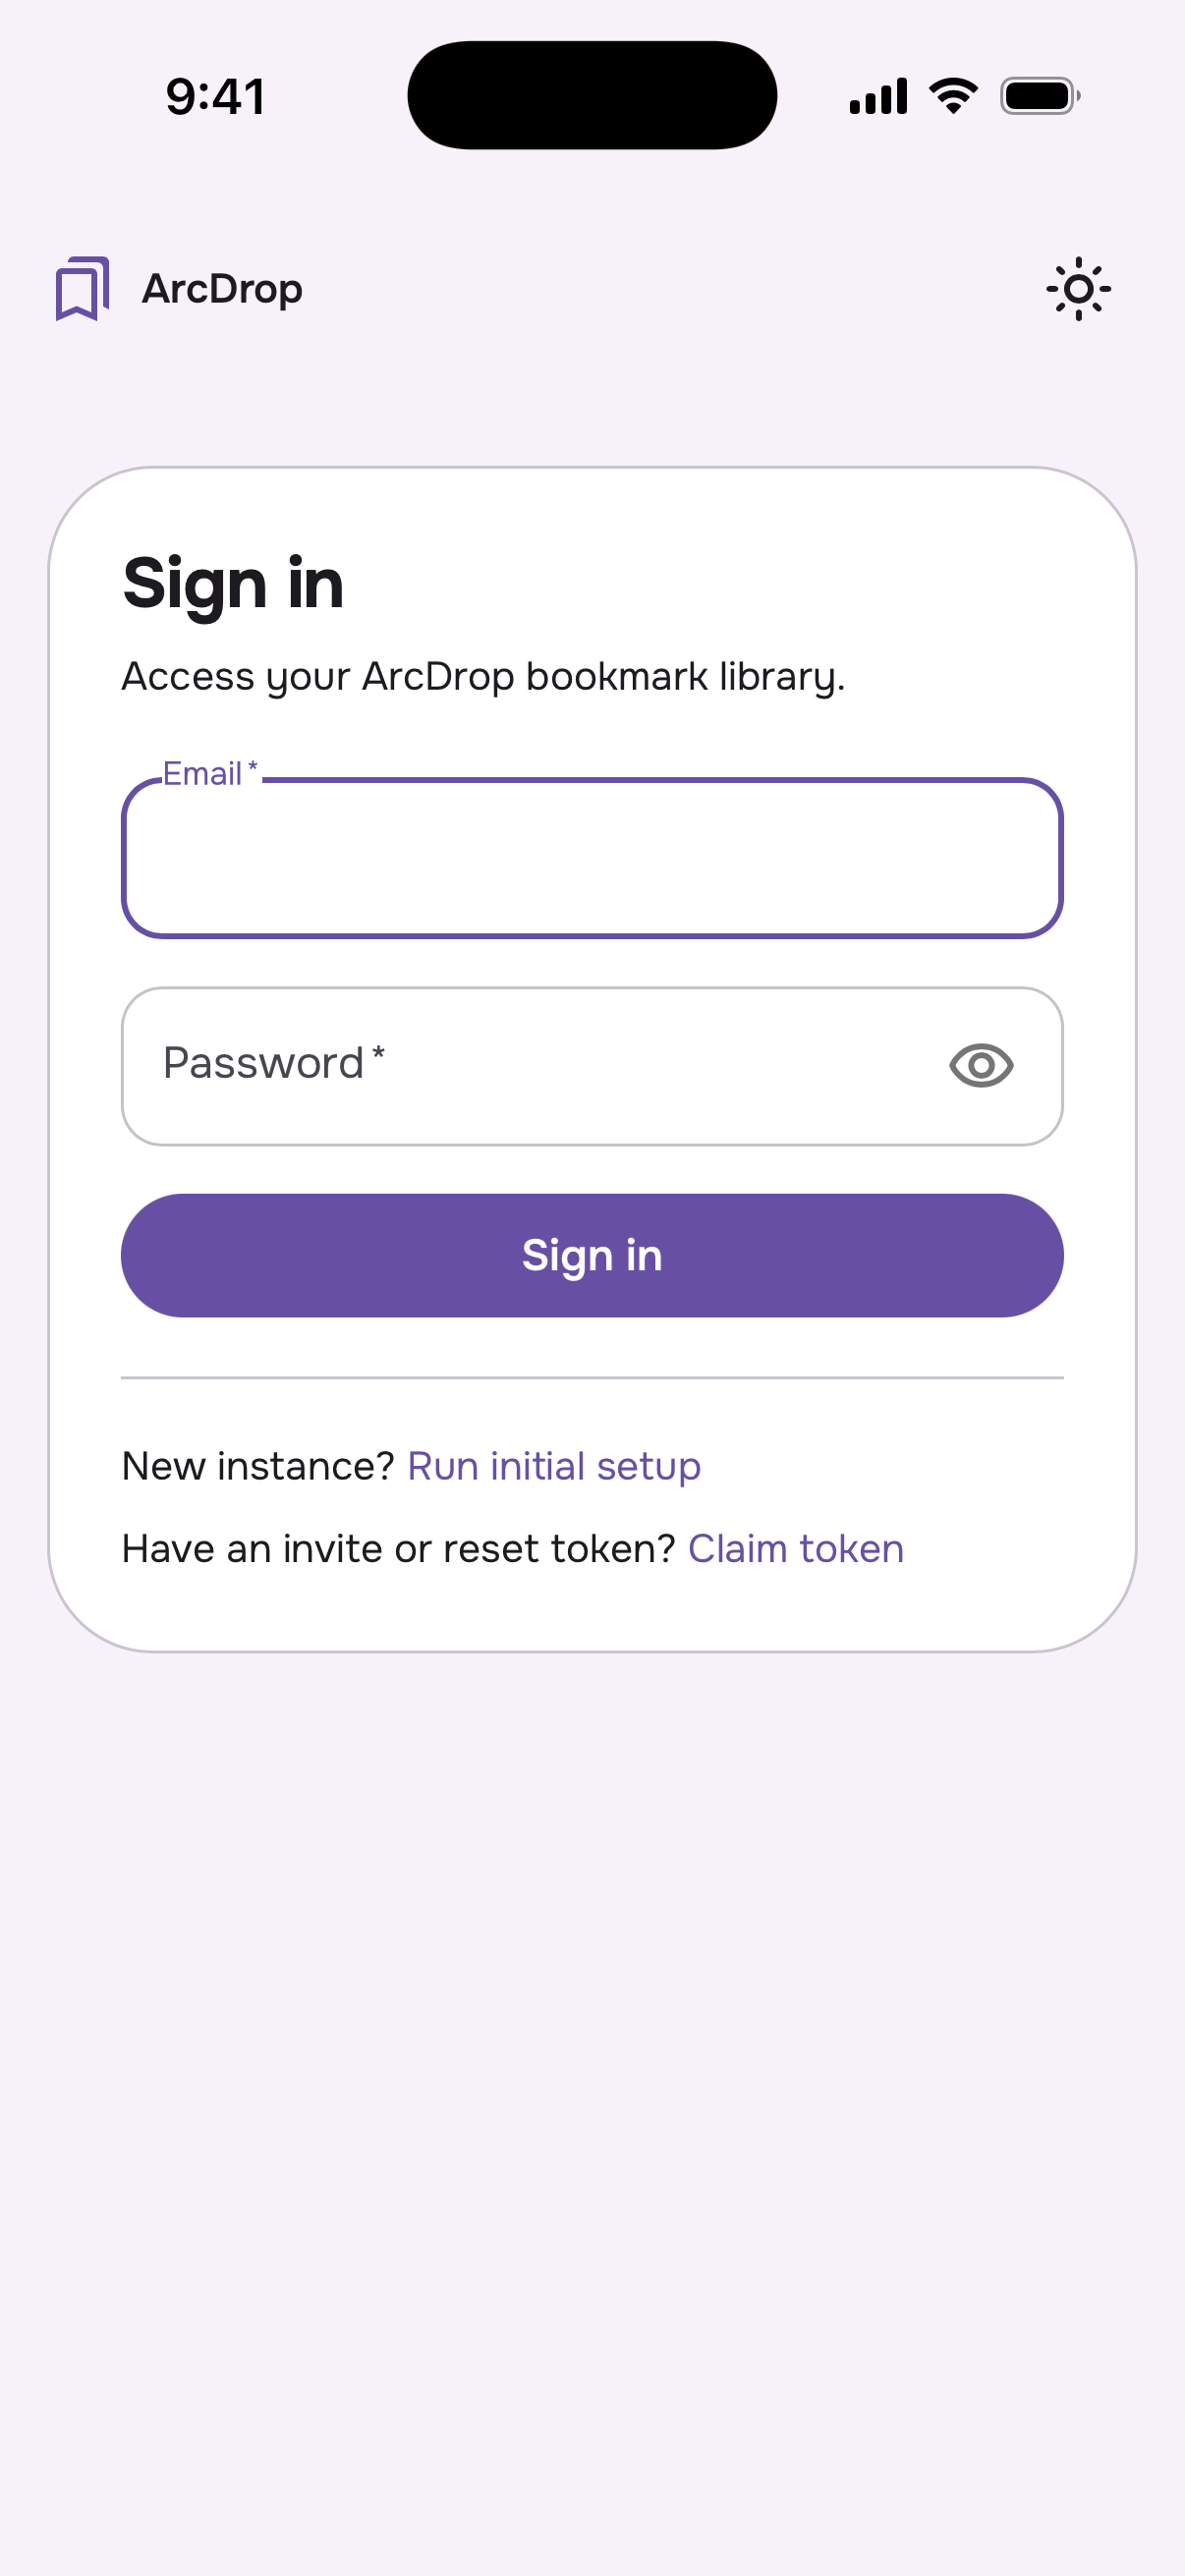 9:41
ArcDrop
Sign in
Access your ArcDrop bookmark library.
Email *
Password *
Sign in
New instance? Run initial setup
Have an invite or reset token? Claim token